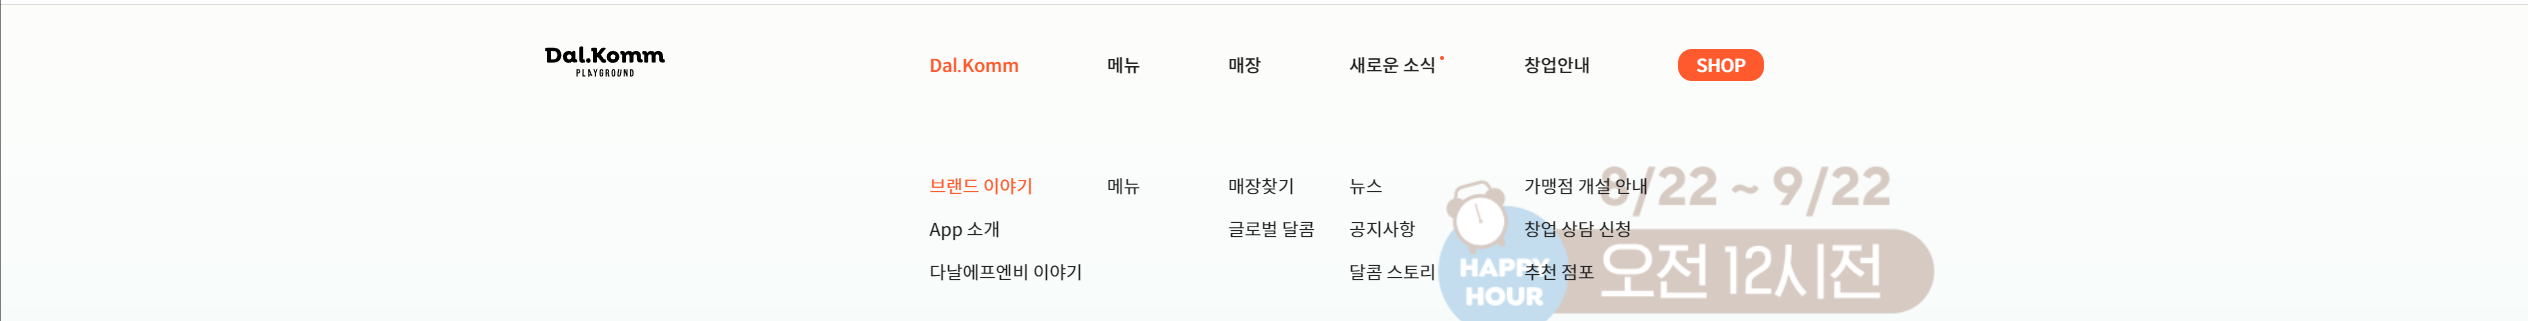 Dal.Komm
PLAYGROUND
Dal.Komm 메뉴 매장 새로운 소식 창업안내 SHOP
브랜드 이야기 메뉴 매장찾기 뉴스 가맹점 개설 안내
App 소개 글로벌 달콤 공지사항 창업 상담 신청
다날에프엔비 이야기 달콤 스토리 추천 점포
8/22 ~ 9/22
HAPPY
HOUR
오전 12시전